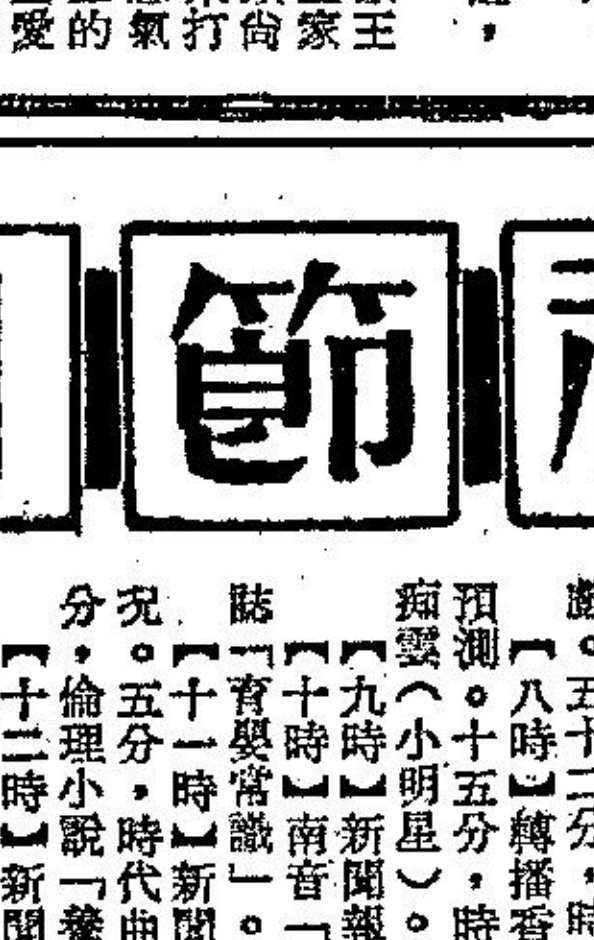 王
家
尙
打
氣
的
愛
節
五十二分，時
【八時】轉播香
預測。十五分，時
痴雲（小明星）。
【九時】新聞報
【十時】南音「
誌「育嬰常識」。
【十一時】新聞
況。五分，時代曲
分，倫理小說「養
【十二時】新聞